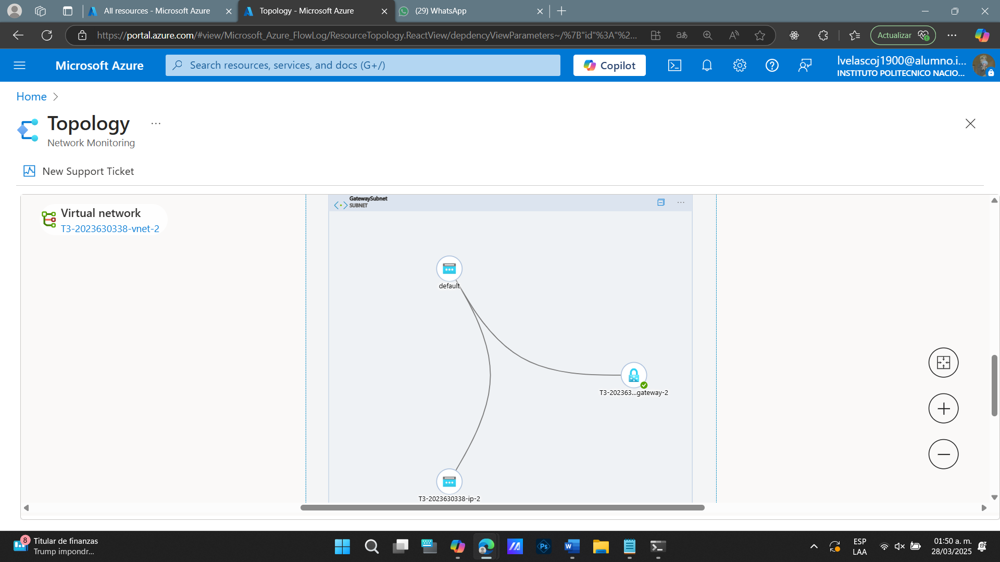 All resources - Microsoft Azure
Topology - Microsoft Azure
(29) WhatsApp
https://portal.azure.com/#view/Microsoft_Azure_FlowLog/ResourceTopology.ReactView/depdencyViewParameters~/%7B"id"%3A"%2...
Actualizar
Microsoft Azure
Search resources, services, and docs (G+/)
Copilot
lvelascoj1900@alumno.i...
INSTITUTO POLITECNICO NACIO...
Home
Topology
Network Monitoring
New Support Ticket
Virtual network
T3-2023630338-vnet-2
GatewaySubnet
SUBNET
default
T3-202363...gateway-2
T3-2023630338-ip-2
8
Titular de finanzas
Trump impondr...
ESP
LAA
01:50 a. m.
28/03/2025